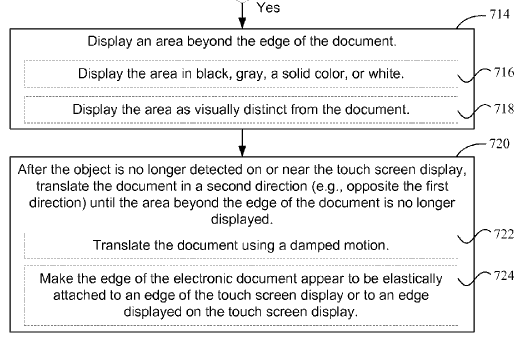 Yes
714
Display an area beyond the edge of the document.
Display the area in black, gray, a solid color, or white.
716
Display the area as visually distinct from the document.
718
720
After the object is no longer detected on or near the touch screen display,
translate the document in a second direction (e.g., opposite the first
direction) until the area beyond the edge of the document is no longer
displayed.
722
Translate the document using a damped motion.
724
Make the edge of the electronic document appear to be elastically
attached to an edge of the touch screen display or to an edge
displayed on the touch screen display.